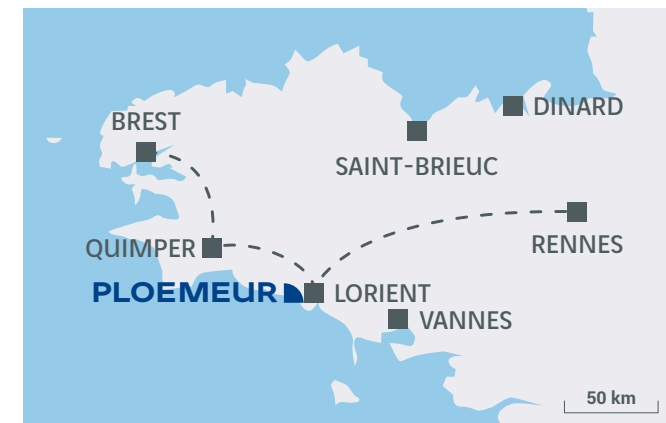 DINARD
BREST
SAINT-BRIEUC
RENNES
QUIMPER
PLOEMEUR
LORIENT
VANNES
50 km